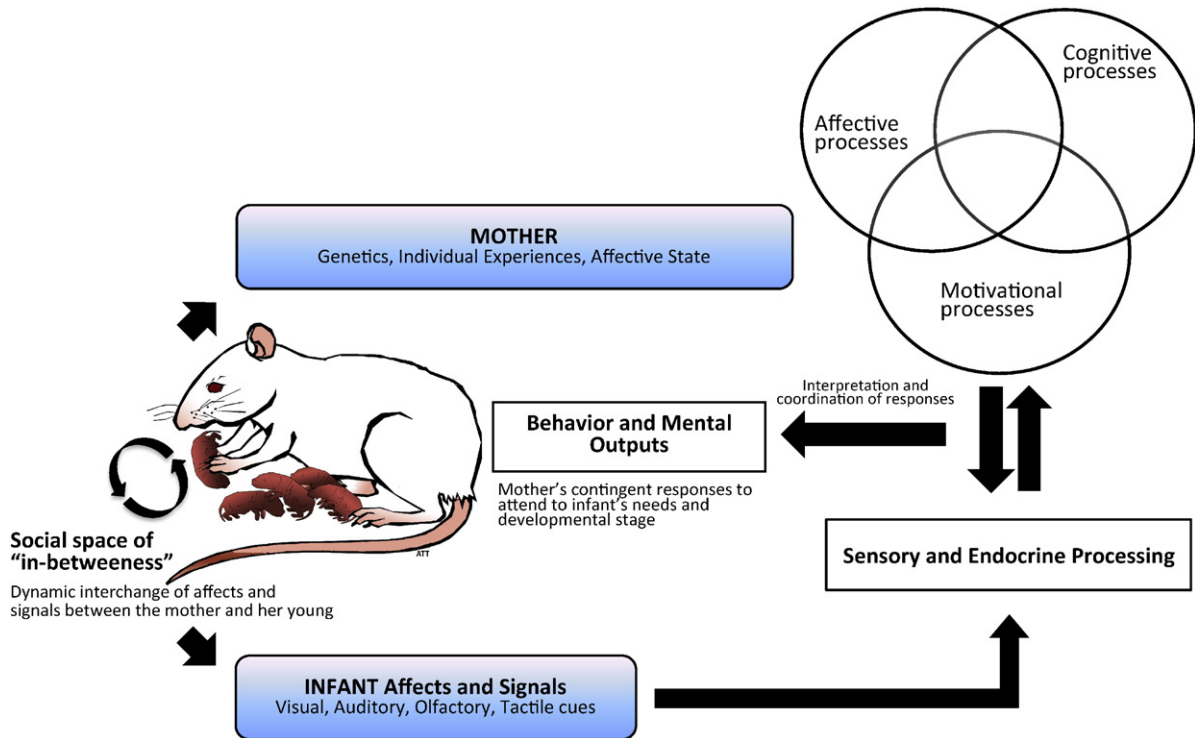 Cognitive
processes
Affective
processes
Motivational
processes
MOTHER
Genetics, Individual Experiences, Affective State
Interpretation and
coordination of responses
Behavior and Mental
Outputs
Mother's contingent responses to
attend to infant's needs and
developmental stage
Sensory and Endocrine Processing
ATT
Social space of
“in-betweeness”
Dynamic interchange of affects and
signals between the mother and her young
INFANT Affects and Signals
Visual, Auditory, Olfactory, Tactile cues